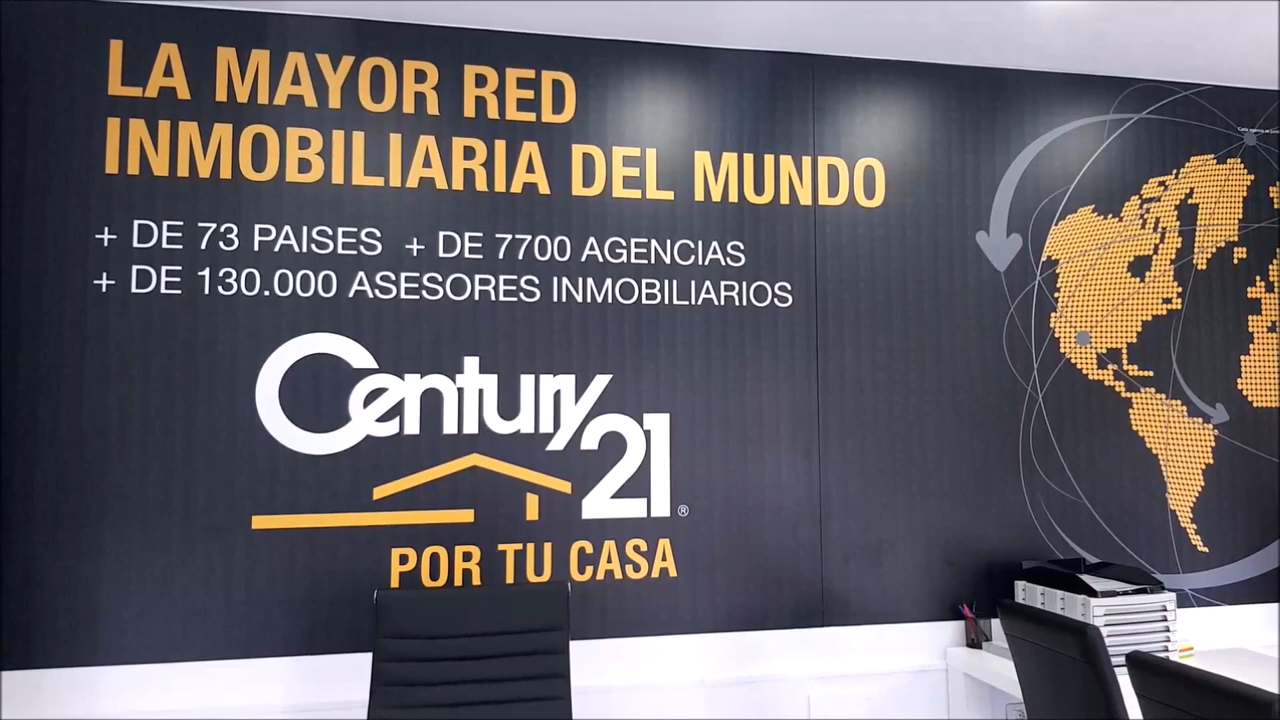 LA MAYOR RED
INMOBILIARIA DEL MUNDO
+ DE 73 PAISES + DE 7700 AGENCIAS
+ DE 130.000 ASESORES INMOBILIARIOS
Century
21®
POR TU CASA